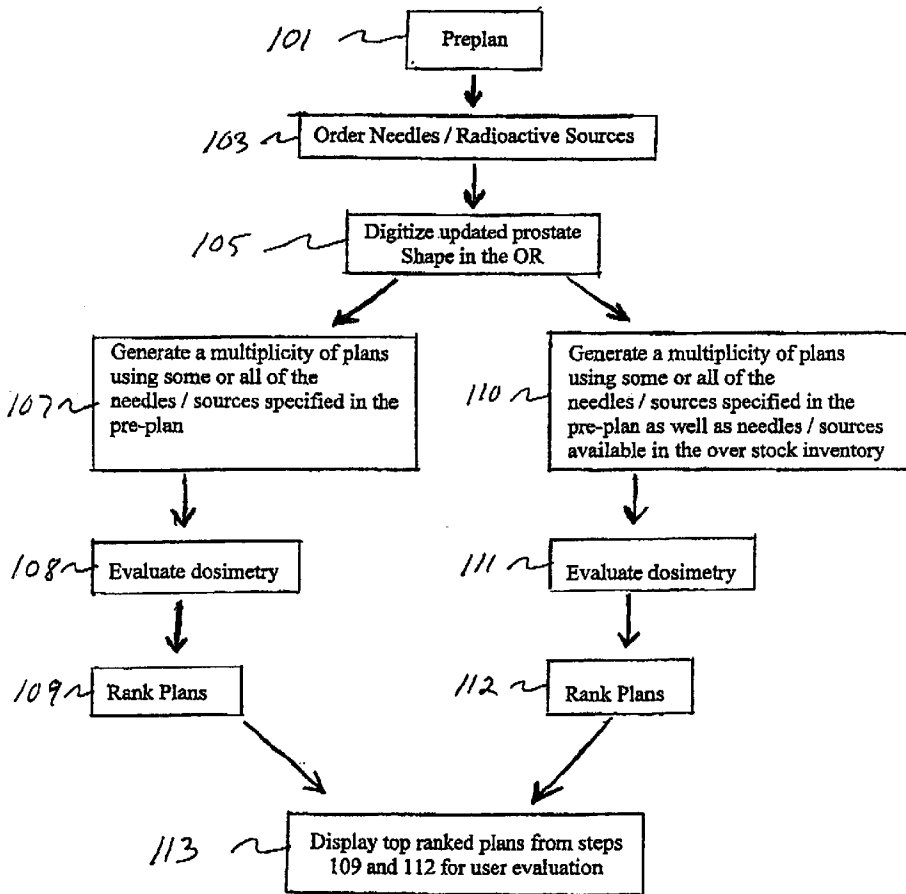 101
Preplan
103
Order Needles / Radioactive Sources
105
Digitize updated prostate
Shape in the OR
107
Generate a multiplicity of plans
using some or all of the
needles / sources specified in the
pre-plan
110
Generate a multiplicity of plans
using some or all of the
needles / sources specified in the
pre-plan as well as needles / sources
available in the over stock inventory
108
Evaluate dosimetry
111
Evaluate dosimetry
109
Rank Plans
112
Rank Plans
113
Display top ranked plans from steps
109 and 112 for user evaluation